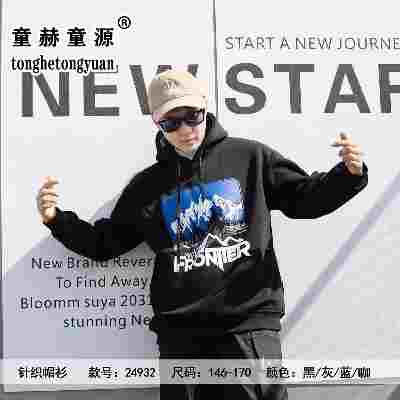 童赫童源®
tonghetongyuan
START A NEW JOURNE
NEW STAR
I-FRONTIER
New Brand Rever
To Find Away
Bloomm suya 2031
stunning Ne
针织帽衫 款号：24932 尺码：146-170 颜色：黑/灰/蓝/咖